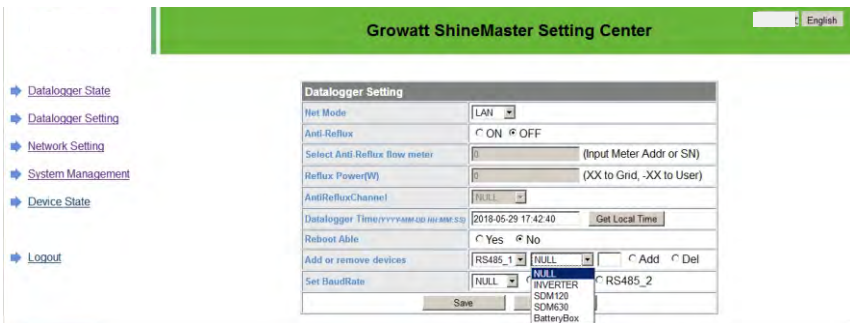 Growatt ShineMaster Setting Center
English
Datalogger State
Datalogger Setting
Network Setting
System Management
Device State
Logout
Datalogger Setting
Net Mode LAN
Anti-Reflux ON OFF
Select Anti Reflux flow meter 0 (Input Meter Addr or SN)
Reflux Power(W) 0 (XX to Grid, -XX to User)
AntiRefluxChannel NULL
Datalogger Time(YYYY-MM-DD HH:MM:SS) 2018-05-29 17:42:40 Get Local Time
Reboot Able Yes No
Add or remove devices RS485_1 NULL Add Del
Set BaudRate NULL RS485_2
NULL
INVERTER
SDM120
SDM630
BatteryBox
Save